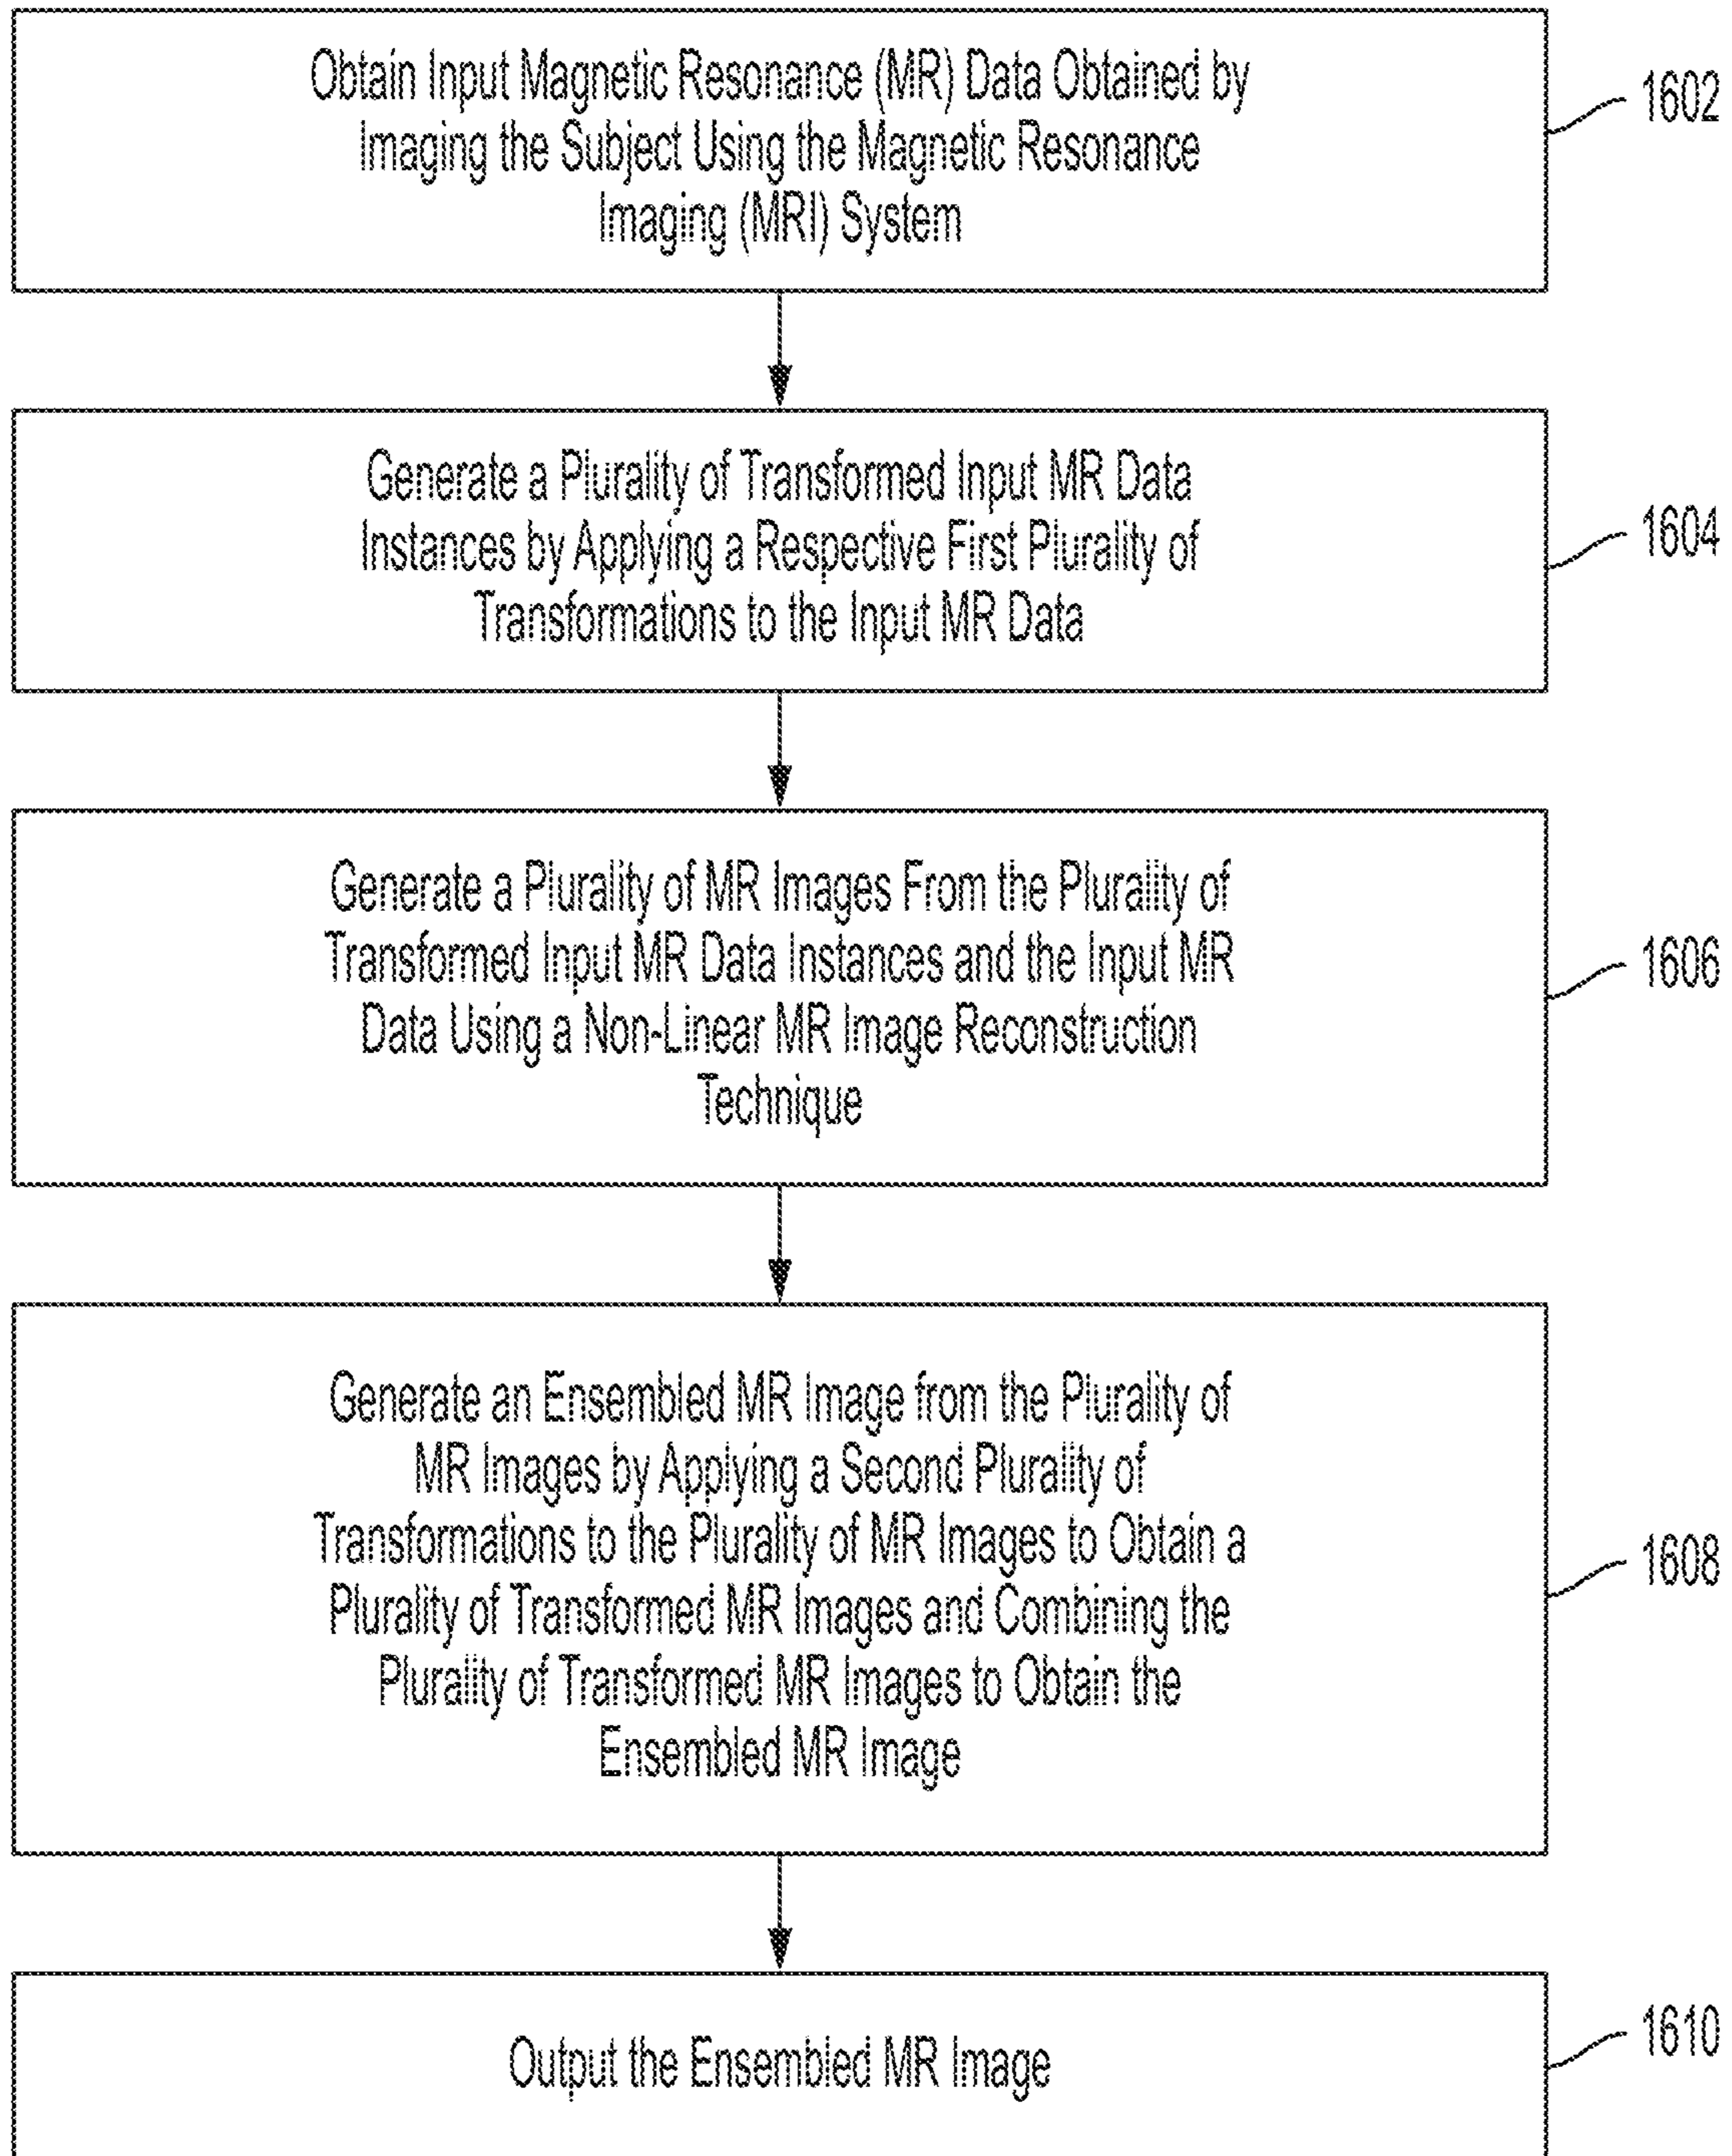 Obtain Input Magnetic Resonance (MR) Data Obtained by
Imaging the Subject Using the Magnetic Resonance
Imaging (MRI) System
1602
Generate a Plurality of Transformed Input MR Data
Instances by Applying a Respective First Plurality of
Transformations to the Input MR Data
1604
Generate a Plurality of MR Images From the Plurality of
Transformed Input MR Data Instances and the Input MR
Data Using a Non-Linear MR Image Reconstruction
Technique
1606
Generate an Ensembled MR Image from the Plurality of
MR Images by Applying a Second Plurality of
Transformations to the Plurality of MR Images to Obtain a
Plurality of Transformed MR Images and Combining the
Plurality of Transformed MR Images to Obtain the
Ensembled MR Image
1608
Output the Ensembled MR Image
1610